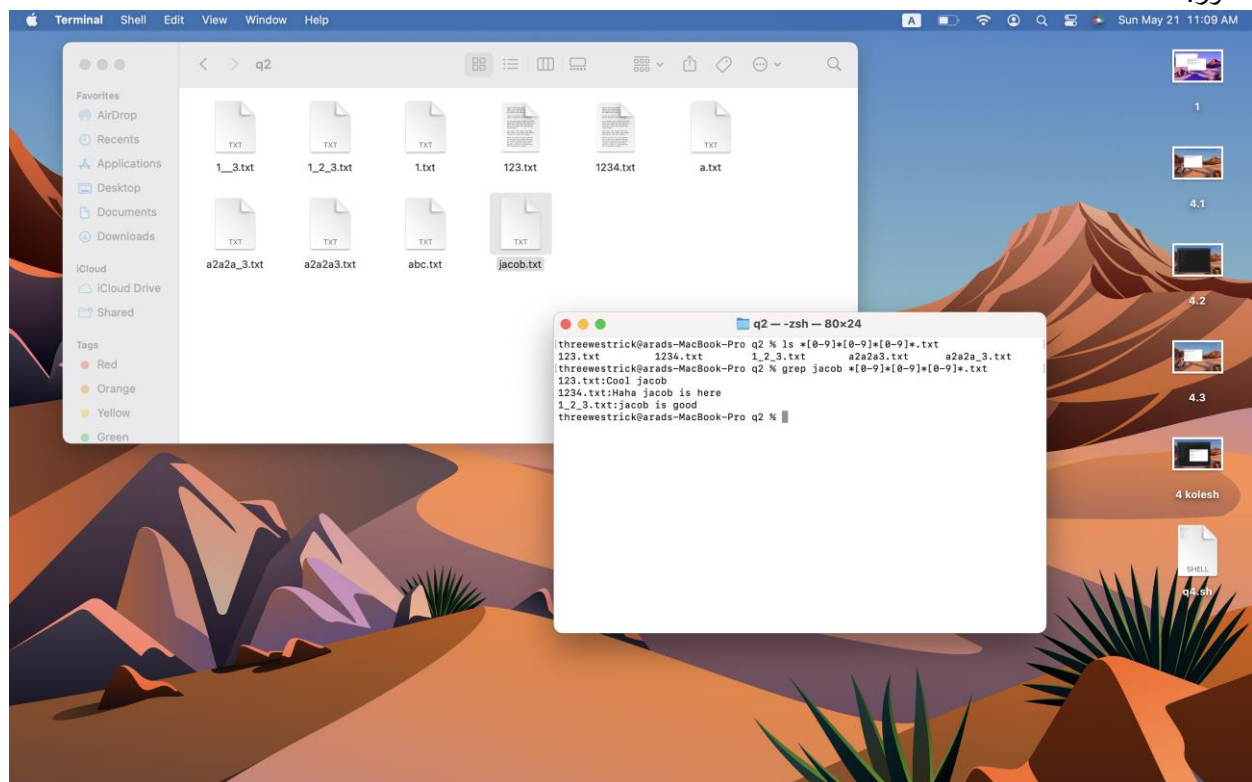 Terminal Shell Edit View Window Help
A
Sun May 21 11:09 AM
q2
Favorites
AirDrop
Recents
Applications
Desktop
Documents
Downloads
iCloud
iCloud Drive
Shared
Tags
Red
Orange
Yellow
Green
TXT TXT TXT TXT
1__3.txt 1_2_3.txt 1.txt 123.txt 1234.txt a.txt
TXT TXT TXT TXT
a2a2a_3.txt a2a2a3.txt abc.txt jacob.txt
q2 — -zsh — 80×24
[threewestrick@arads-MacBook-Pro q2 % ls *[0-9]*[0-9]*[0-9]*.txt ]
123.txt 1234.txt 1_2_3.txt a2a2a3.txt a2a2a_3.txt
[threewestrick@arads-MacBook-Pro q2 % grep jacob *[0-9]*[0-9]*[0-9]*.txt ]
123.txt:Cool jacob
1234.txt:Haha jacob is here
1_2_3.txt:jacob is good
threewestrick@arads-MacBook-Pro q2 %
1
4.1
4.2
4.3
4 kolesh
SHELL
q4.sh